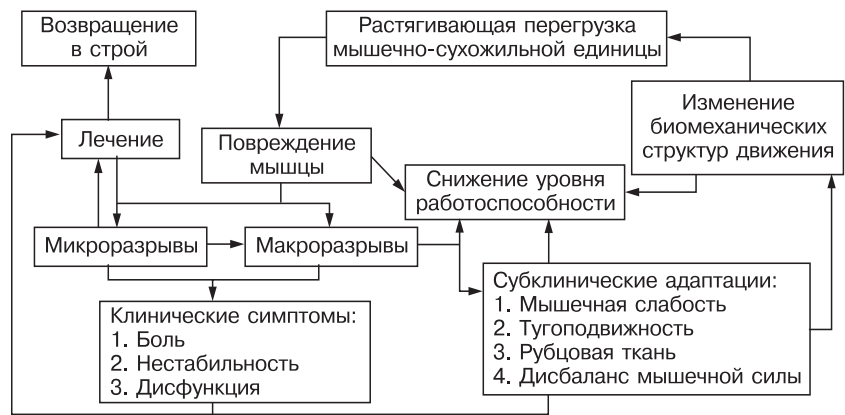 Возвращение
в строй
Растягивающая перегрузка
мышечно-сухожильной единицы
Изменение
биомеханических
структур движения
Лечение
Повреждение
мышцы
Снижение уровня
работоспособности
Микроразрывы
Макроразрывы
Клинические симптомы:
1. Боль
2. Нестабильность
3. Дисфункция
Субклинические адаптации:
1. Мышечная слабость
2. Тугоподвижность
3. Рубцовая ткань
4. Дисбаланс мышечной силы